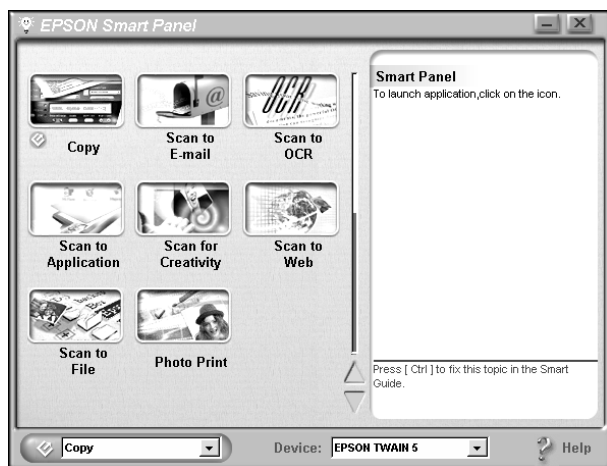 EPSON Smart Panel
Copy
Scan to
E-mail
Scan to
OCR
Scan to
Application
Scan for
Creativity
Scan to
Web
Scan to
File
Photo Print
Smart Panel
To launch application,click on the icon.
Press [ Ctrl ] to fix this topic in the Smart
Guide.
Copy
Device: EPSON TWAIN 5
Help
OCR
@